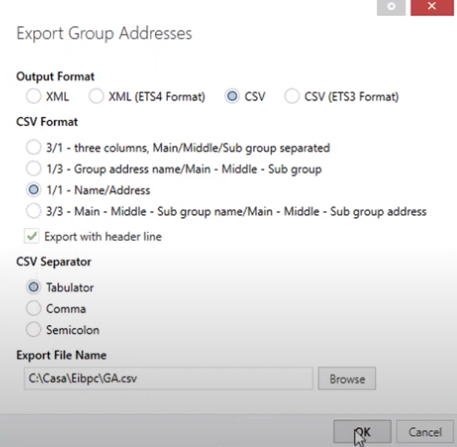 Export Group Addresses
Output Format
XML XML (ETS4 Format) CSV CSV (ETS3 Format)
CSV Format
3/1 - three columns, Main/Middle/Sub group separated
1/3 - Group address name/Main - Middle - Sub group
1/1 - Name/Address
3/3 - Main - Middle - Sub group name/Main - Middle - Sub group address
Export with header line
CSV Separator
Tabulator
Comma
Semicolon
Export File Name
C:\Casa\Eibpc\GA.csv Browse
OK Cancel